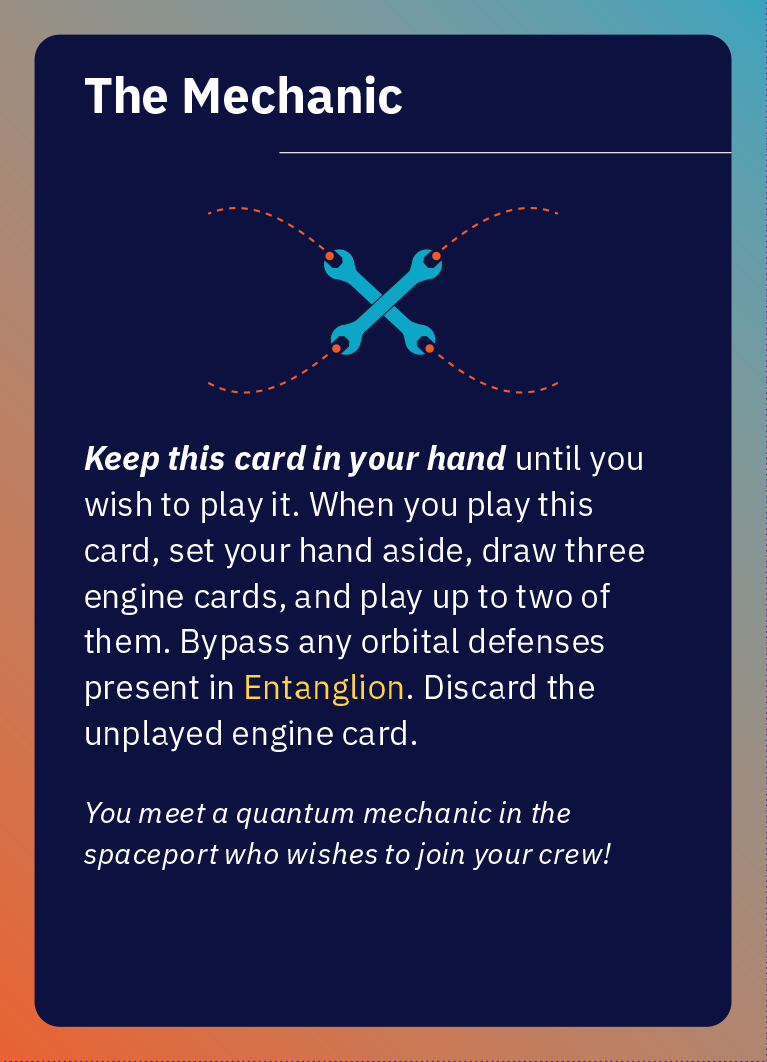 The Mechanic
Keep this card in your hand until you
wish to play it. When you play this
card, set your hand aside, draw three
engine cards, and play up to two of
them. Bypass any orbital defenses
present in Entanglion. Discard the
unplayed engine card.
You meet a quantum mechanic in the
spaceport who wishes to join your crew!